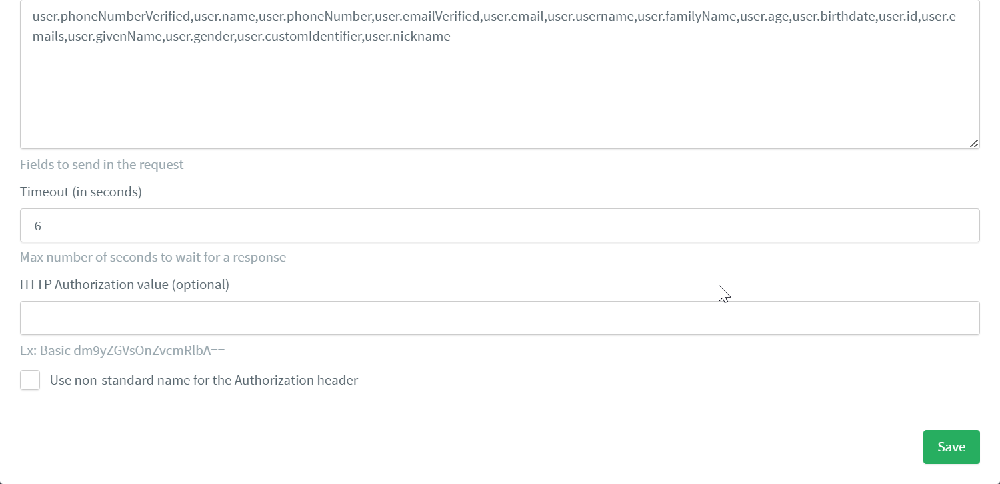 user.phoneNumberVerified,user.name,user.phoneNumber,user.emailVerified,user.email,user.username,user.familyName,user.age,user.birthdate,user.id,user.e
mails,user.givenName,user.gender,user.customIdentifier,user.nickname
Fields to send in the request
Timeout (in seconds)
6
Max number of seconds to wait for a response
HTTP Authorization value (optional)
Ex: Basic dm9yZGVsOnZvcmRlbA==
Use non-standard name for the Authorization header
Save